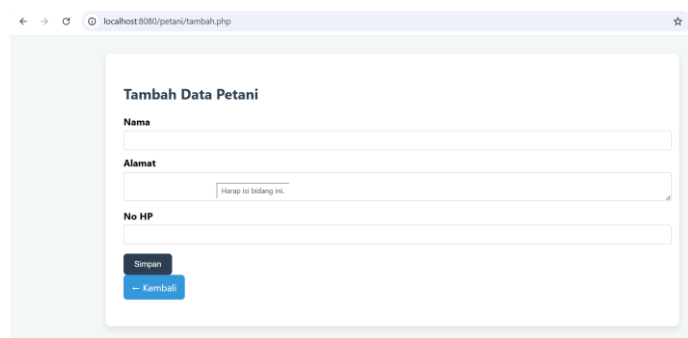 localhost:8080/petani/tambah.php
Tambah Data Petani
Nama
Alamat
Harap isi bidang ini.
No HP
Simpan
← Kembali